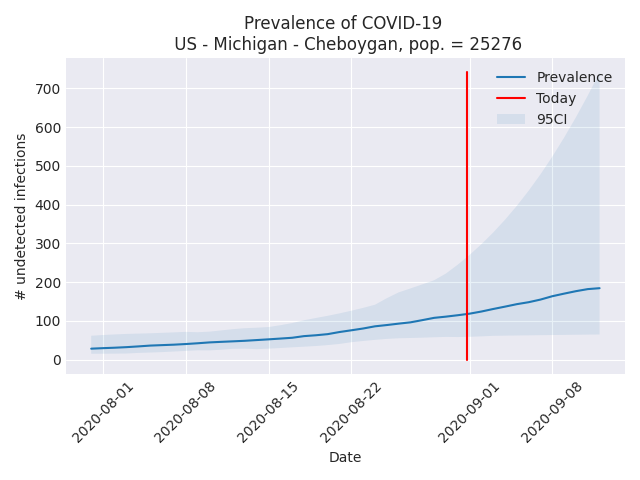 Prevalence of COVID-19
US - Michigan - Cheboygan, pop. = 25276
Prevalence
Today
95CI
# undetected infections
700
600
500
400
300
200
100
0
2020-08-01
2020-08-08
2020-08-15
2020-08-22
2020-09-01
2020-09-08
Date